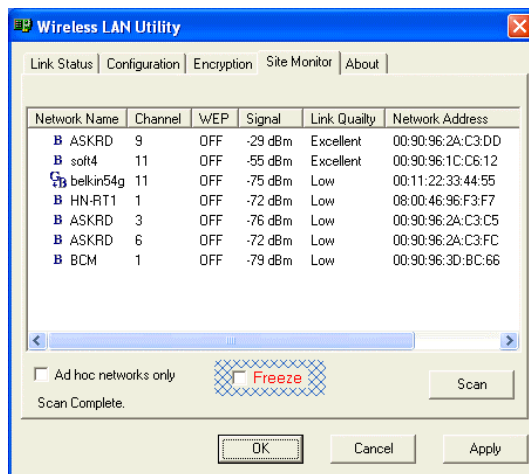 Wireless LAN Utility
Link Status Configuration Encryption Site Monitor About
Network Name Channel WEP Signal Link Quailty Network Address
B ASKRD 9 OFF -29 dBm Excellent 00:90:96:2A:C3:DD
B soft4 11 OFF -55 dBm Excellent 00:90:96:1C:C6:12
G+B belkin54g 11 OFF -75 dBm Low 00:11:22:33:44:55
B HN-RT1 1 OFF -72 dBm Low 08:00:46:96:F3:F7
B ASKRD 3 OFF -76 dBm Low 00:90:96:2A:C3:C5
B ASKRD 6 OFF -72 dBm Low 00:90:96:2A:C3:FC
B BCM 1 OFF -79 dBm Low 00:90:96:3D:BC:66
Ad hoc networks only Freeze Scan
Scan Complete.
OK Cancel Apply